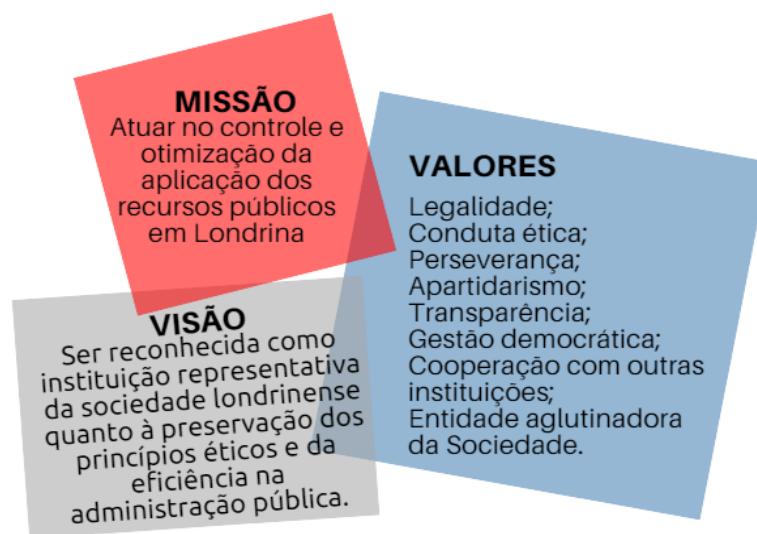 MISSÃO
Atuar no controle e
otimização da
aplicação dos
recursos públicos
em Londrina
VALORES
Legalidade;
Conduta ética;
Perseverança;
Apartidarismo;
Transparência;
Gestão democrática;
Cooperação com outras
instituições;
Entidade aglutinadora
da Sociedade.
VISÃO
Ser reconhecida como
instituição representativa
da sociedade londrinense
quanto à preservação dos
princípios éticos e da
eficiência na
administração pública.